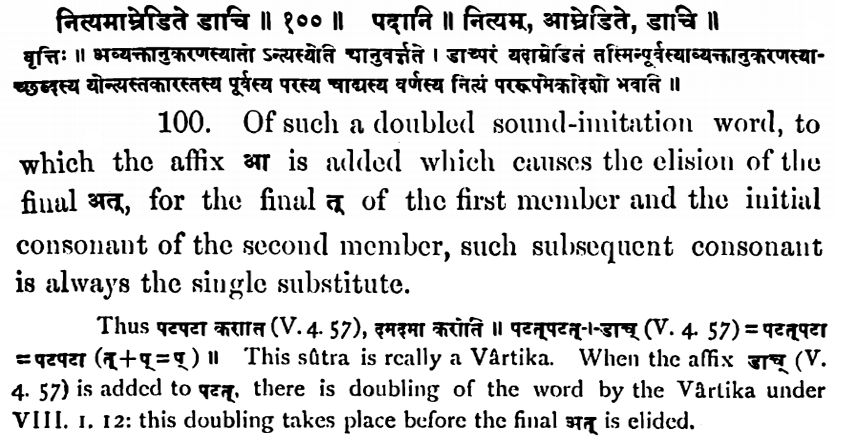 नित्यमाम्रेडिते डाचि ॥ १०० ॥ पदानि ॥ नित्यम, आम्रेडिते, डाचि ॥
वृत्तिः ॥ भव्यक्तानुकरणस्यातो ऽन्त्यस्येति चानुवर्त्तते । डाच्परं यदाम्रेडितं तस्मिन्पूर्वस्याव्यक्तानुकरणस्या-
च्छब्दस्य योन्त्यस्तकारस्तस्य पूर्वस्य परस्य चाद्यस्य वर्णस्य नित्यं पररूपमेकादेशो भवति ॥
100. Of such a doubled sound-imitation word, to
which the affix आ is added which causes the elision of the
final अत्, for the final त् of the first member and the initial
consonant of the second member, such subsequent consonant
is always the single substitute.
Thus पटपटा करोति (V. 4. 57), दमदमा करोति ॥ पटत्पटत्-।-डाच् (V. 4. 57) = पटत्पटा
=पटपटा (त्+प्=प्) ॥ This sûtra is really a Vârtika. When the affix डाच् (V.
4. 57) is added to पटत्, there is doubling of the word by the Vârtika under
VIII. 1. 12: this doubling takes place before the final अत् is elided.